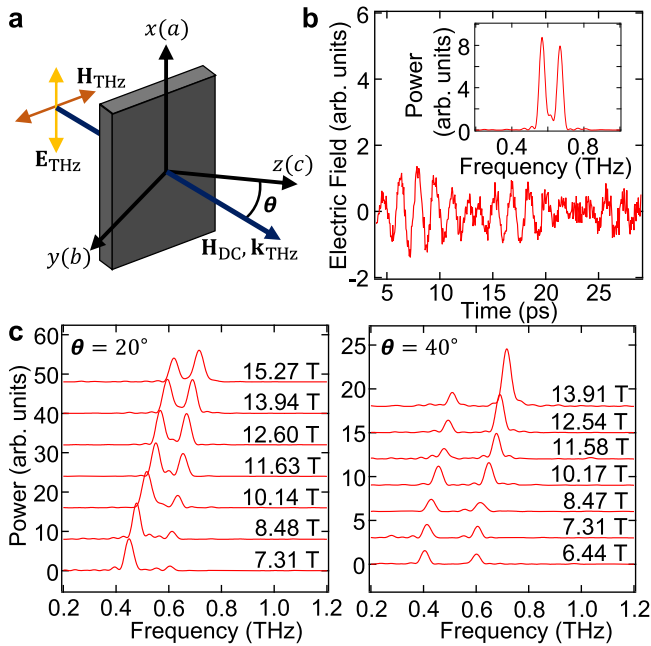 a
x(a)
H_THz
E_THz
z(c)
θ
y(b)
H_DC, k_THz
b
Electric Field (arb. units)
6
4
2
0
-2
5 10 15 20 25
Time (ps)
Power
(arb. units)
8
4
0
0.4 0.8
Frequency (THz)
c
Power (arb. units)
θ = 20°
60
50
40
30
20
10
0
15.27 T
13.94 T
12.60 T
11.63 T
10.14 T
8.48 T
7.31 T
0.2 0.4 0.6 0.8 1.0 1.2
Frequency (THz)
θ = 40°
25
20
15
10
5
0
13.91 T
12.54 T
11.58 T
10.17 T
8.47 T
7.31 T
6.44 T
0.2 0.4 0.6 0.8 1.0 1.2
Frequency (THz)